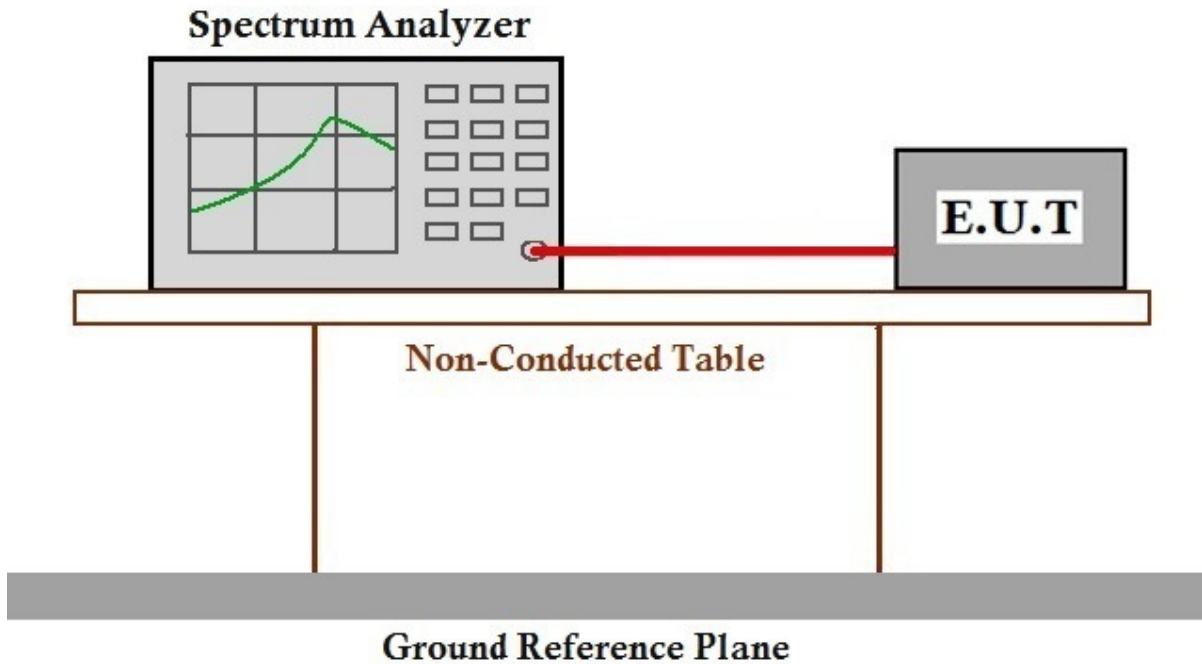 Spectrum Analyzer
E.U.T
Non-Conducted Table
Ground Reference Plane